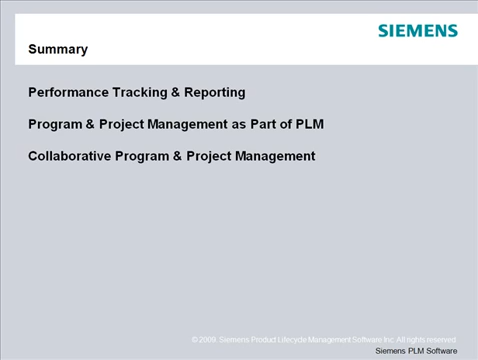 SIEMENS
Summary
Performance Tracking & Reporting
Program & Project Management as Part of PLM
Collaborative Program & Project Management
© 2009. Siemens Product Lifecycle Management Software Inc. All rights reserved
Siemens PLM Software